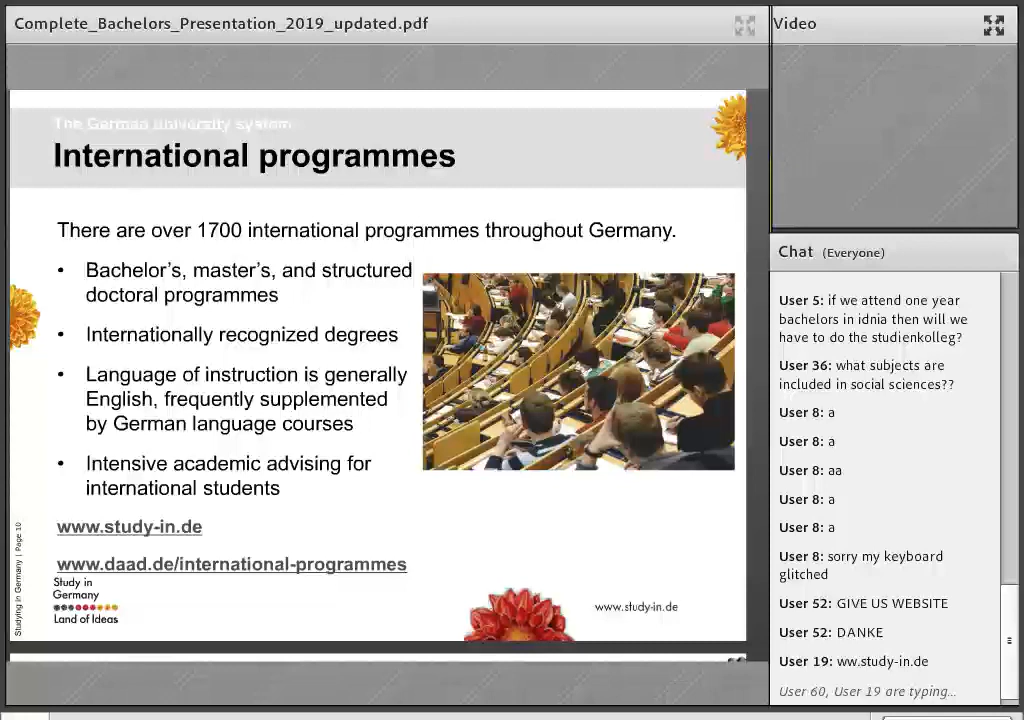 Complete_Bachelors_Presentation_2019_updated.pdf
The German university system
International programmes
There are over 1700 international programmes throughout Germany.
• Bachelor's, master's, and structured
doctoral programmes
• Internationally recognized degrees
• Language of instruction is generally
English, frequently supplemented
by German language courses
• Intensive academic advising for
international students
www.study-in.de
www.daad.de/international-programmes
Study in
Germany
Land of Ideas
www.study-in.de
Studying in Germany | Page 10
Video
Chat (Everyone)
User 5: if we attend one year
bachelors in idnia then will we
have to do the studienkolleg?
User 36: what subjects are
included in social sciences??
User 8: a
User 8: a
User 8: aa
User 8: a
User 8: a
User 8: sorry my keyboard
glitched
User 52: GIVE US WEBSITE
User 52: DANKE
User 19: ww.study-in.de
User 60, User 19 are typing...